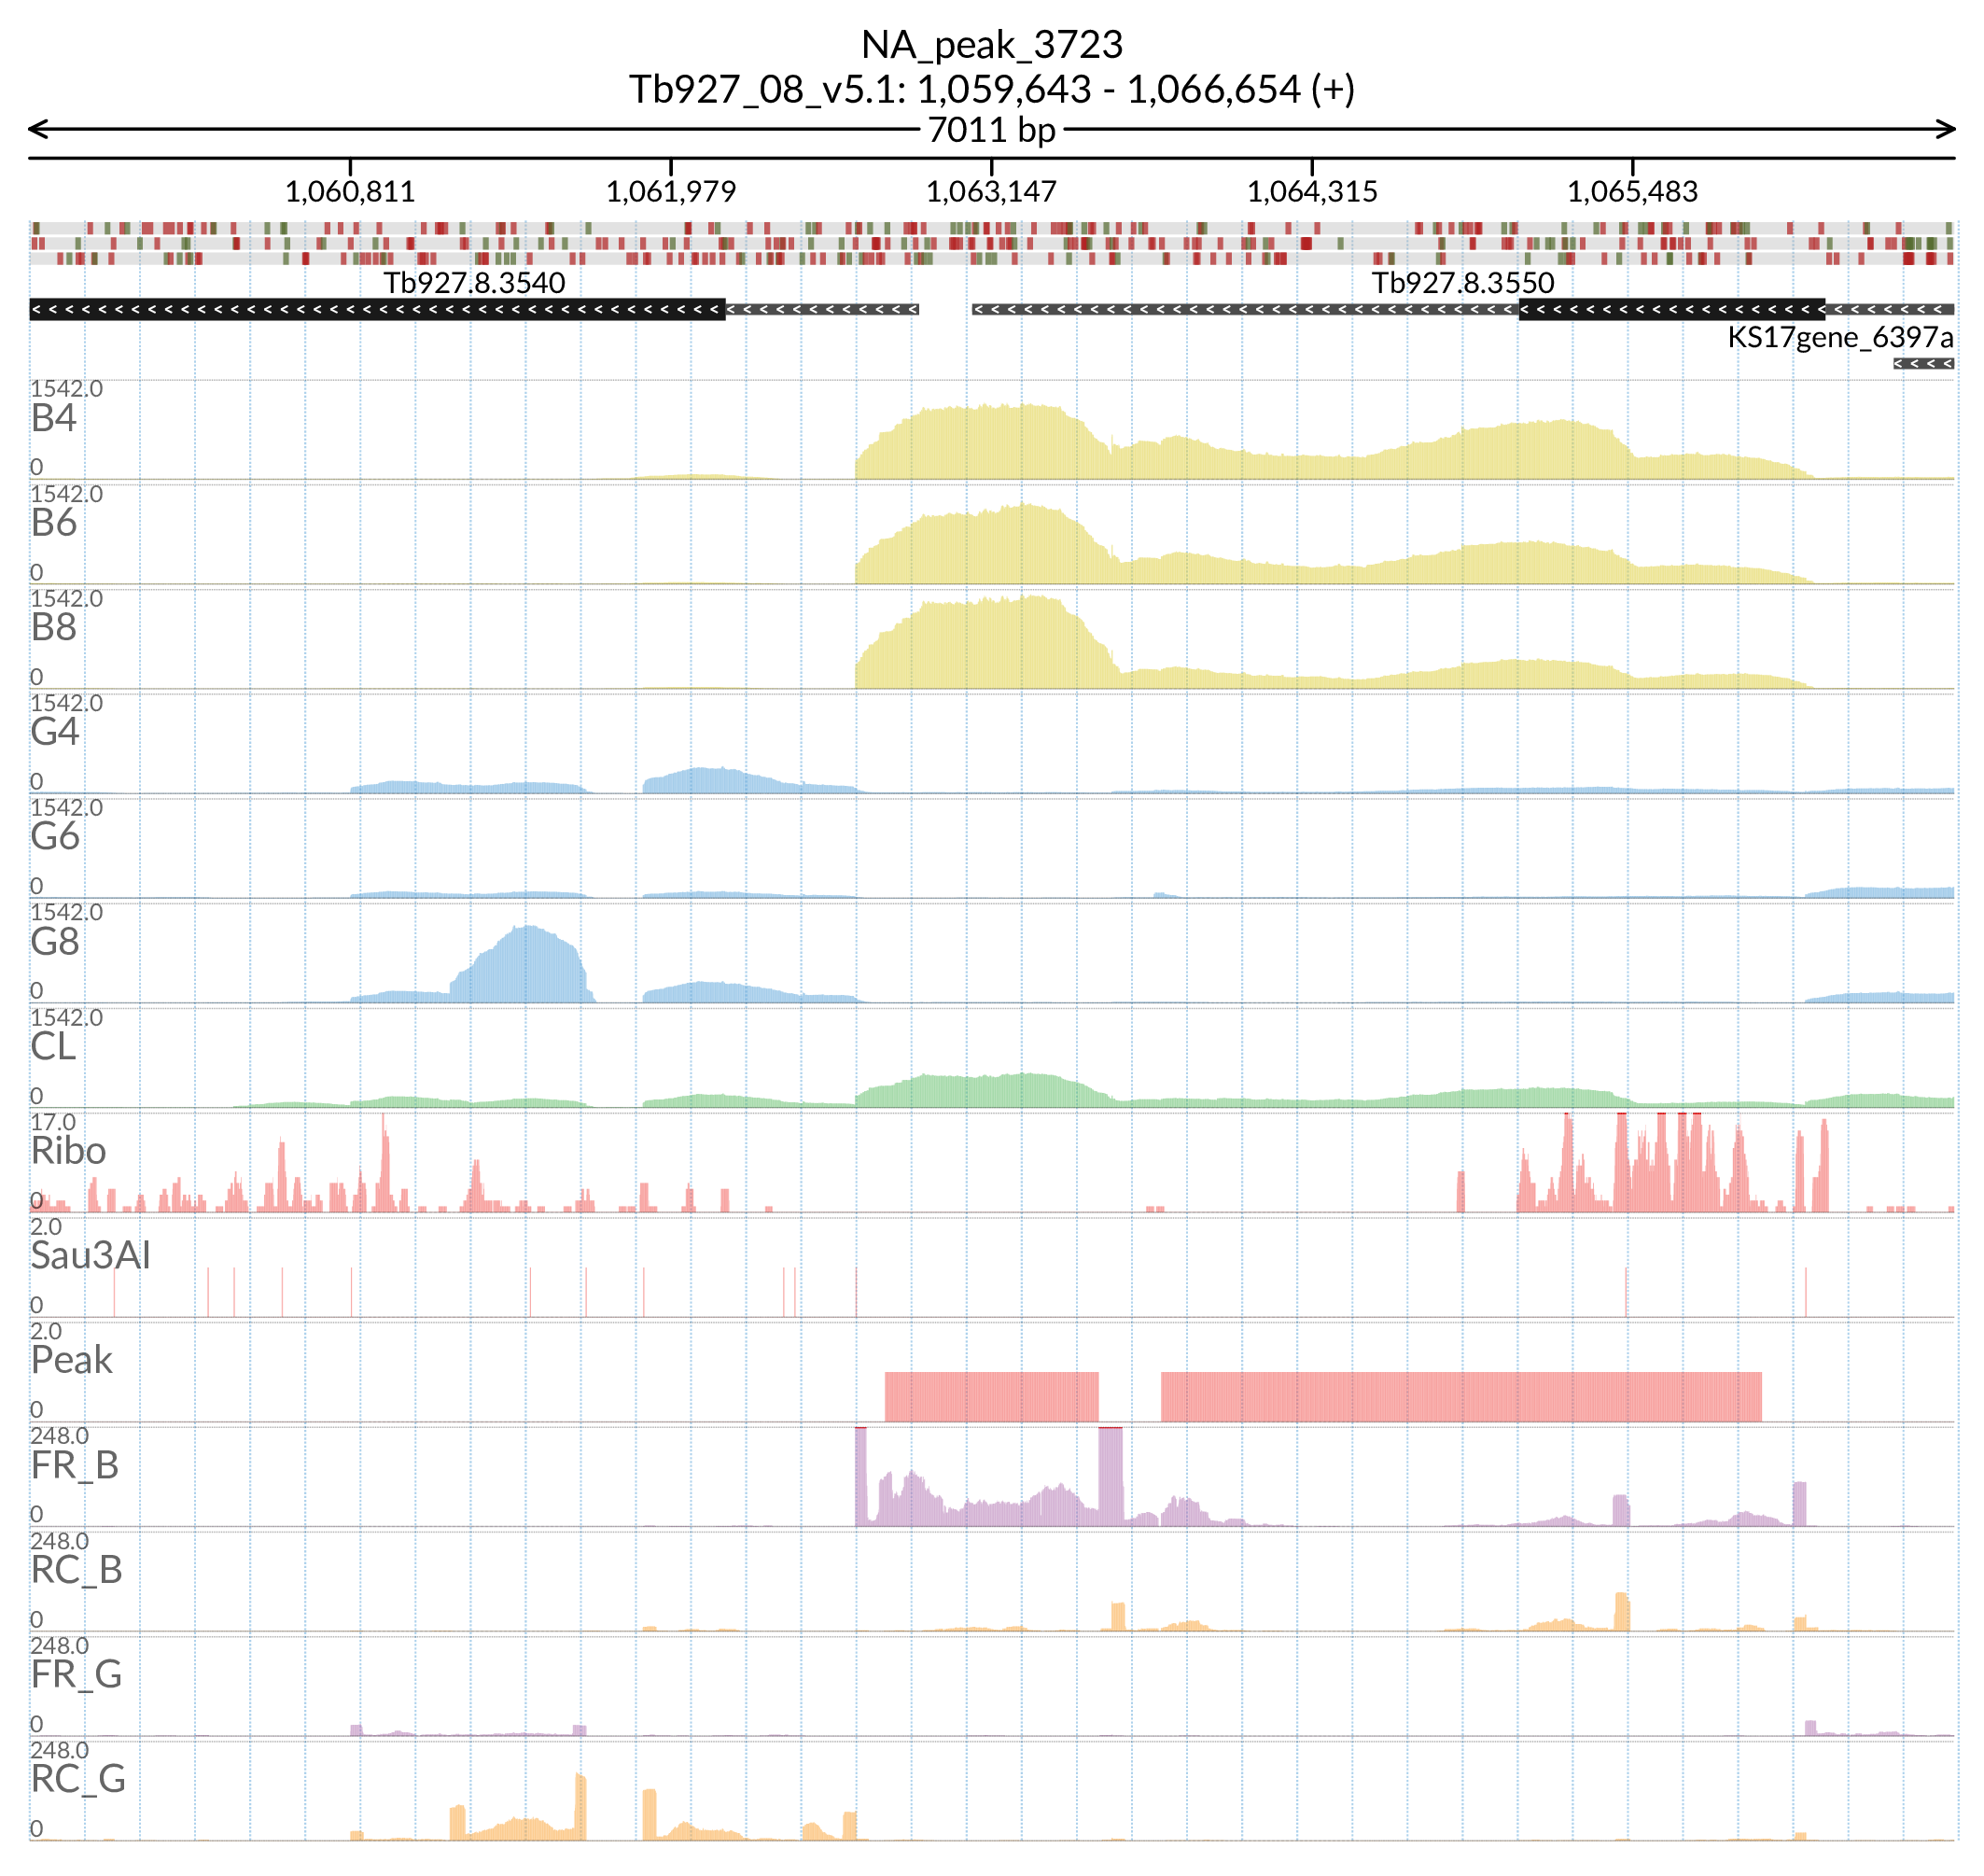 NA_peak_3723
Tb927_08_v5.1: 1,059,643 - 1,066,654 (+)
7011 bp
1,060,811 1,061,979 1,063,147 1,064,315 1,065,483
Tb927.8.3540 Tb927.8.3550
KS17gene_6397a
1542.0
B4
0
1542.0
B6
0
1542.0
B8
0
1542.0
G4
0
1542.0
G6
0
1542.0
G8
0
1542.0
CL
0
17.0
Ribo
0
2.0
Sau3AI
0
2.0
Peak
0
248.0
FR_B
0
248.0
RC_B
0
248.0
FR_G
0
248.0
RC_G
0